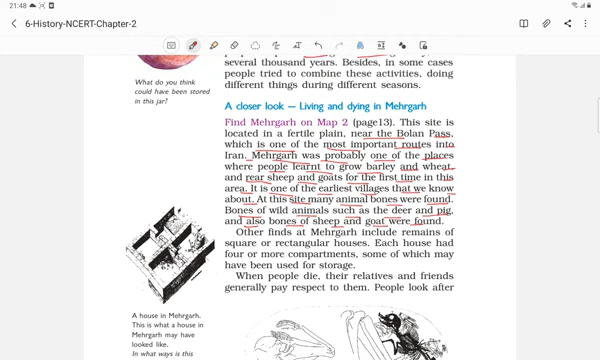 21:48
86%
6-History-NCERT-Chapter-2
several thousand years. Besides, in some cases
people tried to combine these activities, doing
different things during different seasons.
What do you think
could have been stored
in this jar?
A closer look — Living and dying in Mehrgarh
Find Mehrgarh on Map 2 (page13). This site is
located in a fertile plain, near the Bolan Pass,
which is one of the most important routes into
Iran. Mehrgarh was probably one of the places
where people learnt to grow barley and wheat,
and rear sheep and goats for the first time in this
area. It is one of the earliest villages that we know
about. At this site many animal bones were found.
Bones of wild animals such as the deer and pig,
and also bones of sheep and goat were found.
Other finds at Mehrgarh include remains of
square or rectangular houses. Each house had
four or more compartments, some of which may
have been used for storage.
When people die, their relatives and friends
generally pay respect to them. People look after
A house in Mehrgarh.
This is what a house in
Mehrgarh may have
looked like.
In what ways is this